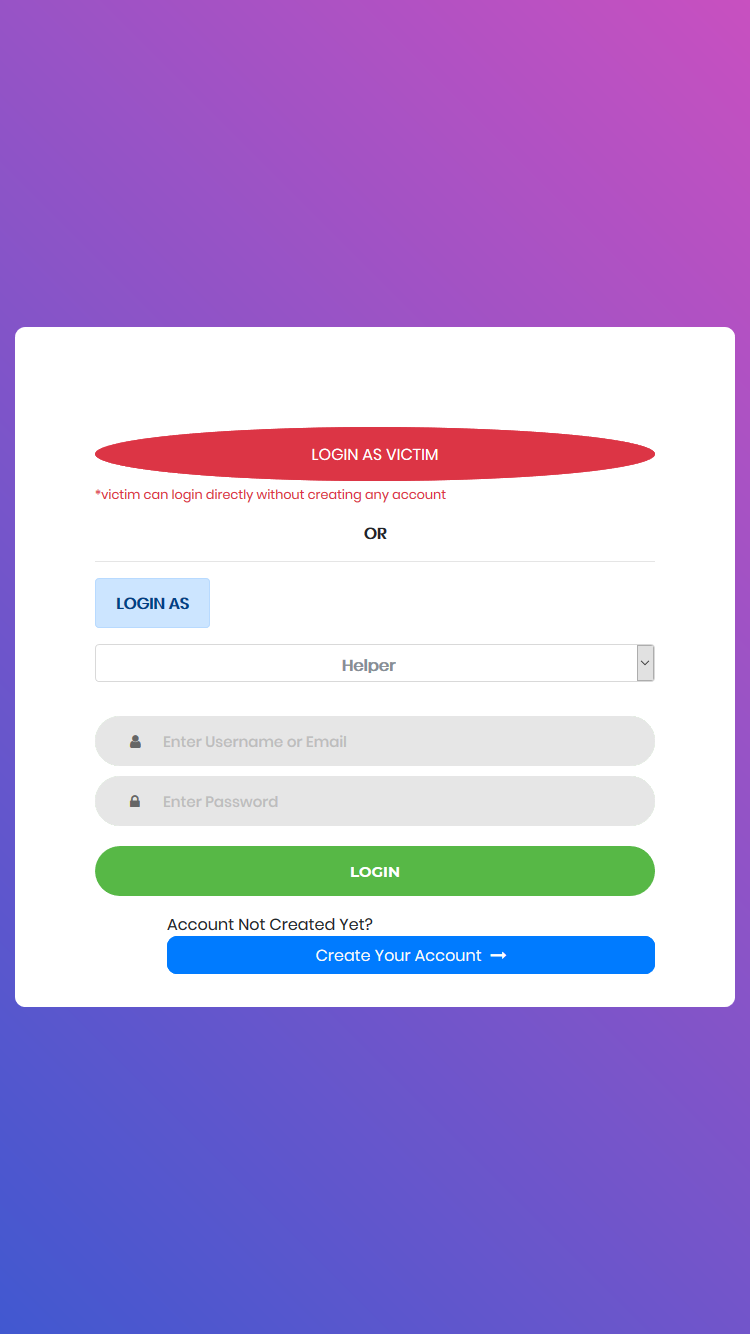 LOGIN AS VICTIM
*victim can login directly without creating any account
OR
LOGIN AS
Helper
Enter Username or Email
Enter Password
LOGIN
Account Not Created Yet?
Create Your Account